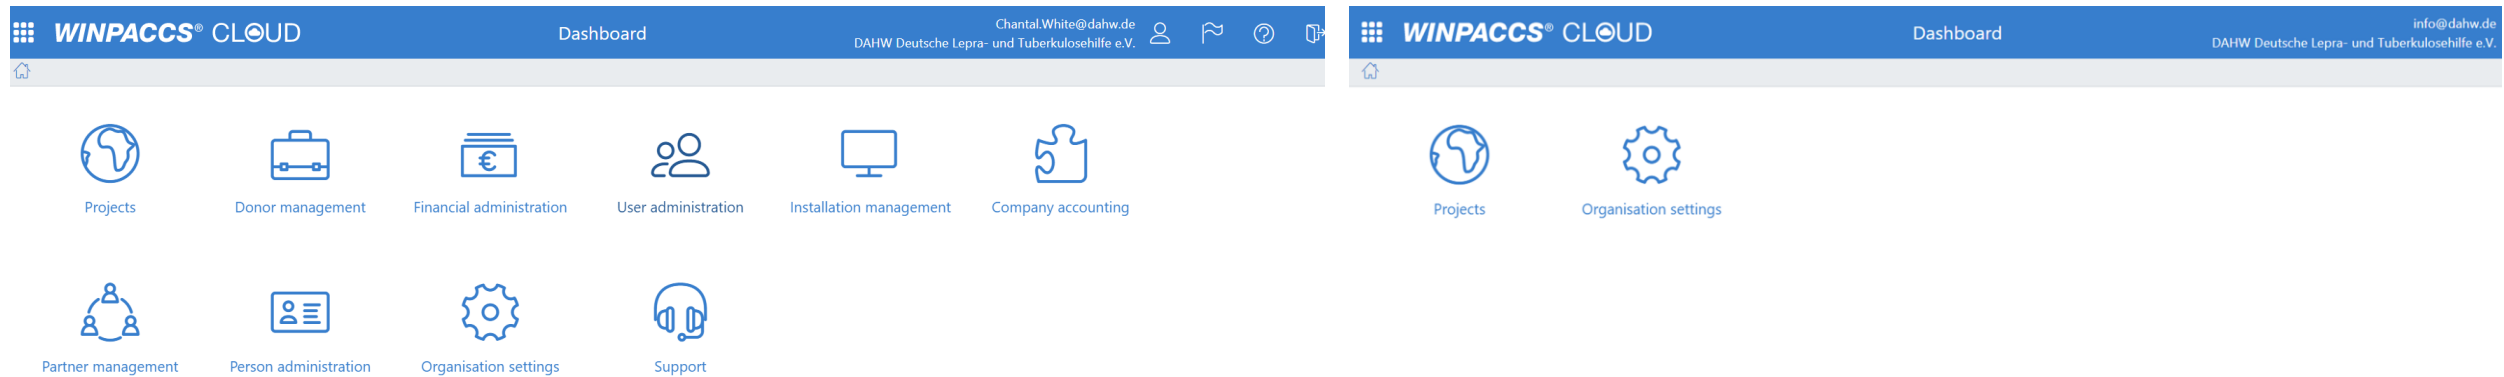 WINPACCS® CLOUD
Dashboard
Chantal.White@dahw.de
DAHW Deutsche Lepra- und Tuberkulosehilfe e.V.
Projects
Donor management
Financial administration
User administration
Installation management
Company accounting
Partner management
Person administration
Organisation settings
Support
WINPACCS® CLOUD
Dashboard
info@dahw.de
DAHW Deutsche Lepra- und Tuberkulosehilfe e.V.
Projects
Organisation settings